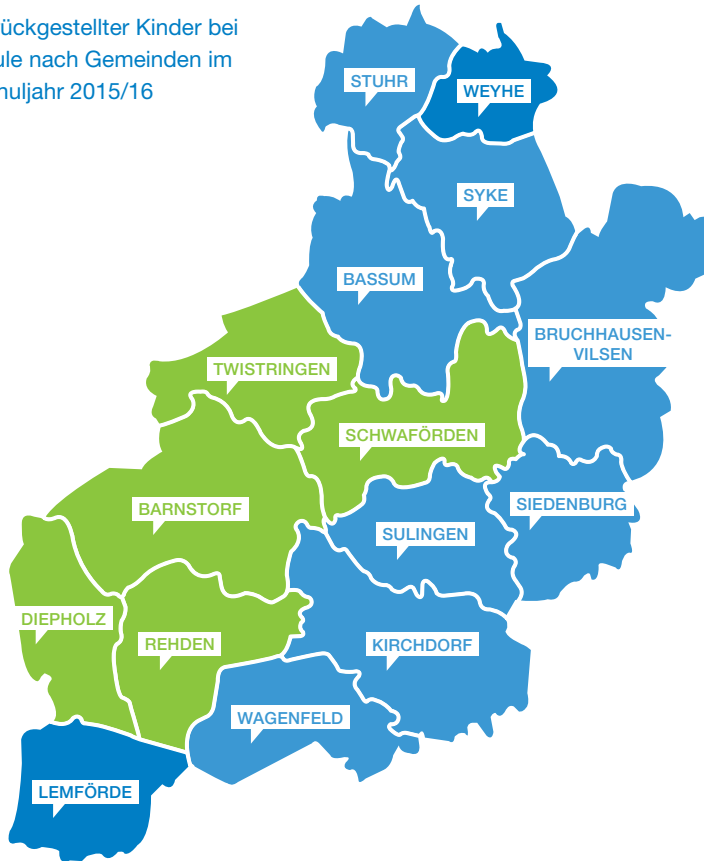 ückgestellter Kinder bei
ule nach Gemeinden im
huljahr 2015/16
STUHR
WEYHE
SYKE
BASSUM
BRUCHHAUSEN-
VILSEN
TWISTRINGEN
SCHWAFÖRDEN
SIEDENBURG
BARNSTORF
SULINGEN
DIEPHOLZ
REHDEN
KIRCHDORF
WAGENFELD
LEMFÖRDE